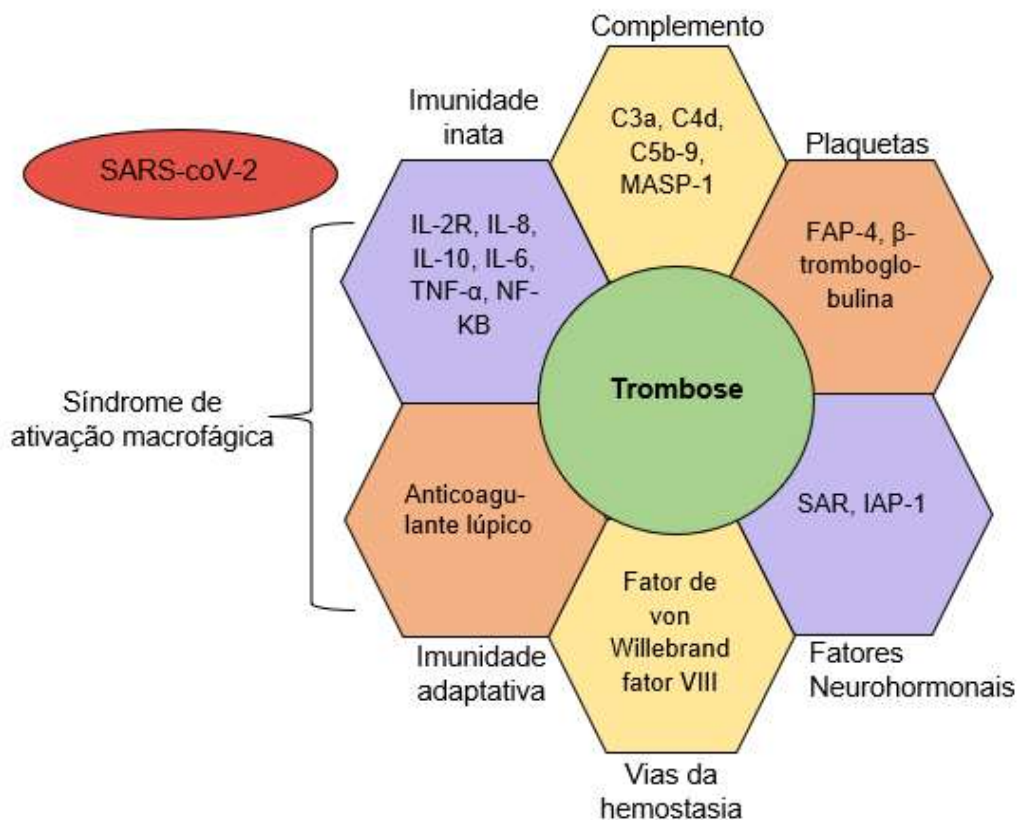 Complemento
Imunidade
inata
C3a, C4d,
C5b-9,
MASP-1
Plaquetas
SARS-coV-2
IL-2R, IL-8,
IL-10, IL-6,
TNF-α, NF-
KB
FAP-4, β-
tromboglo-
bulina
Trombose
Síndrome de
ativação macrofágica
Anticoagu-
lante lúpico
SAR, IAP-1
Fator de
von
Willebrand
fator VIII
Imunidade
adaptativa
Fatores
Neurohormonais
Vias da
hemostasia